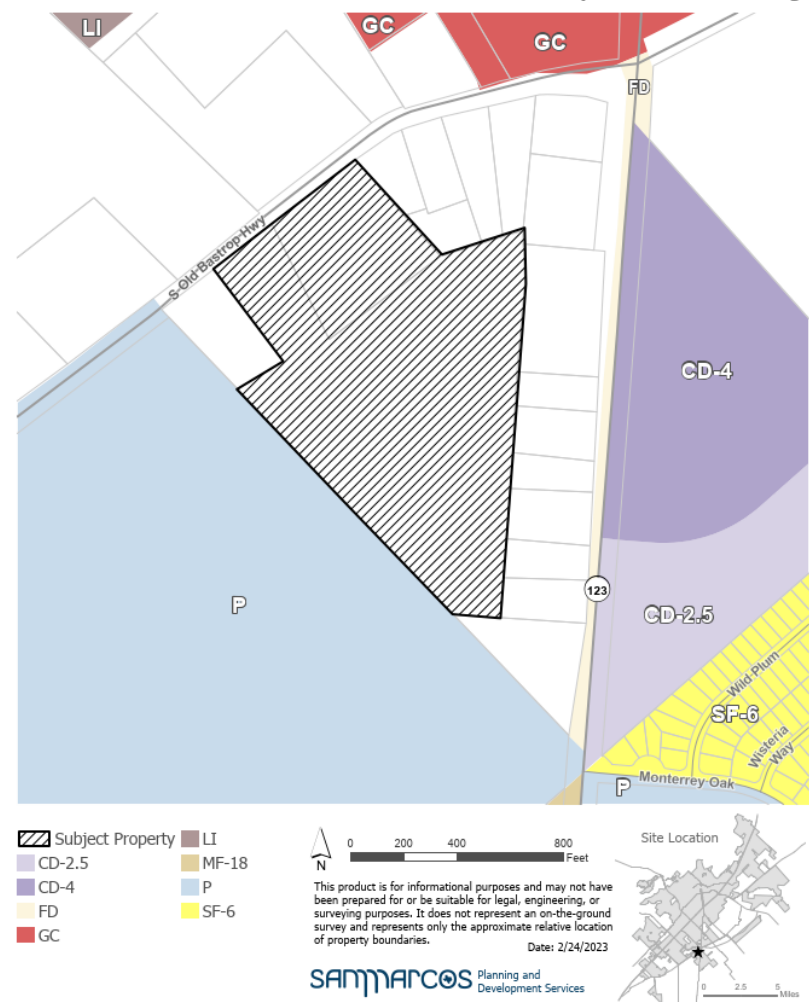 LI
GC
GC
FD
S Old Bastrop Hwy
CD-4
P
123
CD-2.5
Wild Plum
SF-6
Wisteria
Way
Monterrey Oak
P
Subject Property
CD-2.5
CD-4
FD
GC
LI
MF-18
P
SF-6
N
0 200 400 800
Feet
This product is for informational purposes and may not have
been prepared for or be suitable for legal, engineering, or
surveying purposes. It does not represent an on-the-ground
survey and represents only the approximate relative location
of property boundaries.
Date: 2/24/2023
SAN MARCOS
Planning and
Development Services
Site Location
0 2.5 5
Miles